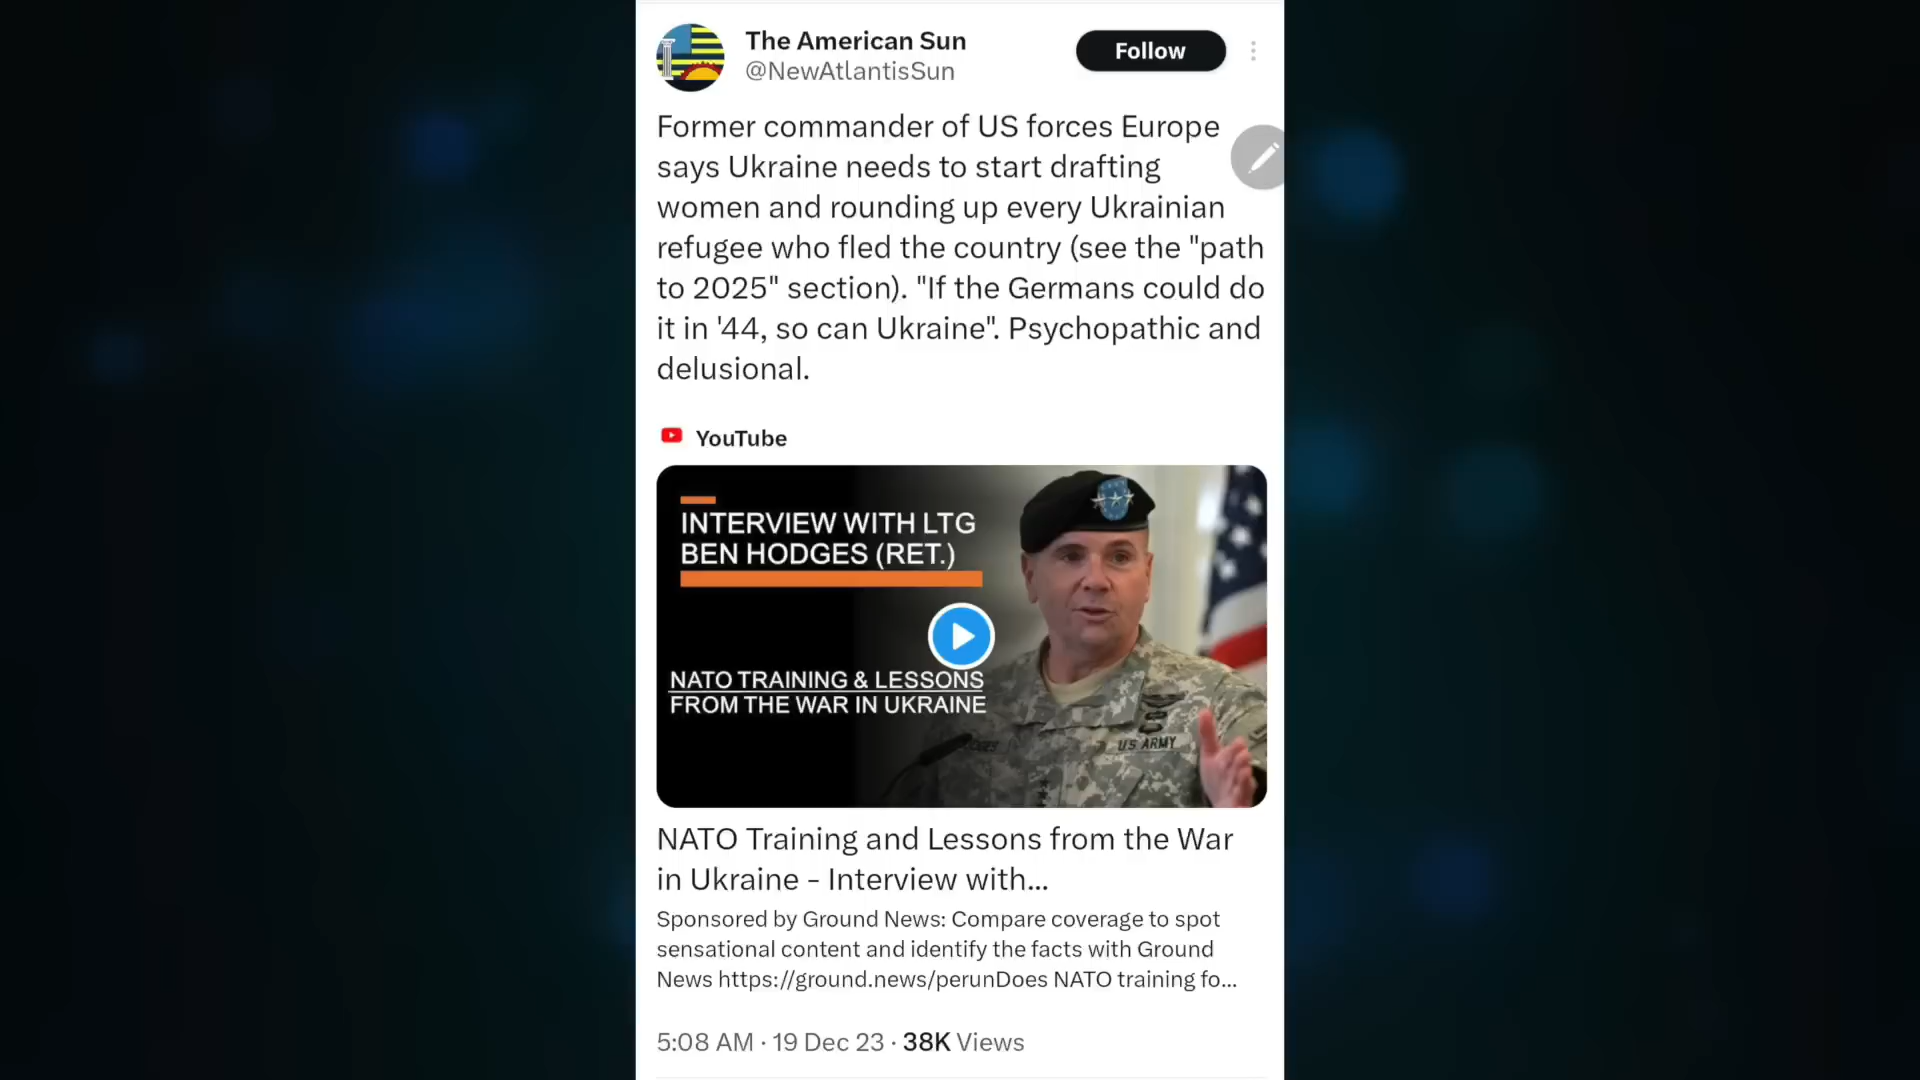 The American Sun
@NewAtlantisSun
Follow
Former commander of US forces Europe
says Ukraine needs to start drafting
women and rounding up every Ukrainian
refugee who fled the country (see the "path
to 2025" section). "If the Germans could do
it in '44, so can Ukraine". Psychopathic and
delusional.
YouTube
INTERVIEW WITH LTG
BEN HODGES (RET.)
NATO TRAINING & LESSONS
FROM THE WAR IN UKRAINE
US ARMY
NATO Training and Lessons from the War
in Ukraine - Interview with...
Sponsored by Ground News: Compare coverage to spot
sensational content and identify the facts with Ground
News https://ground.news/perunDoes NATO training fo...
5:08 AM · 19 Dec 23 · 38K Views